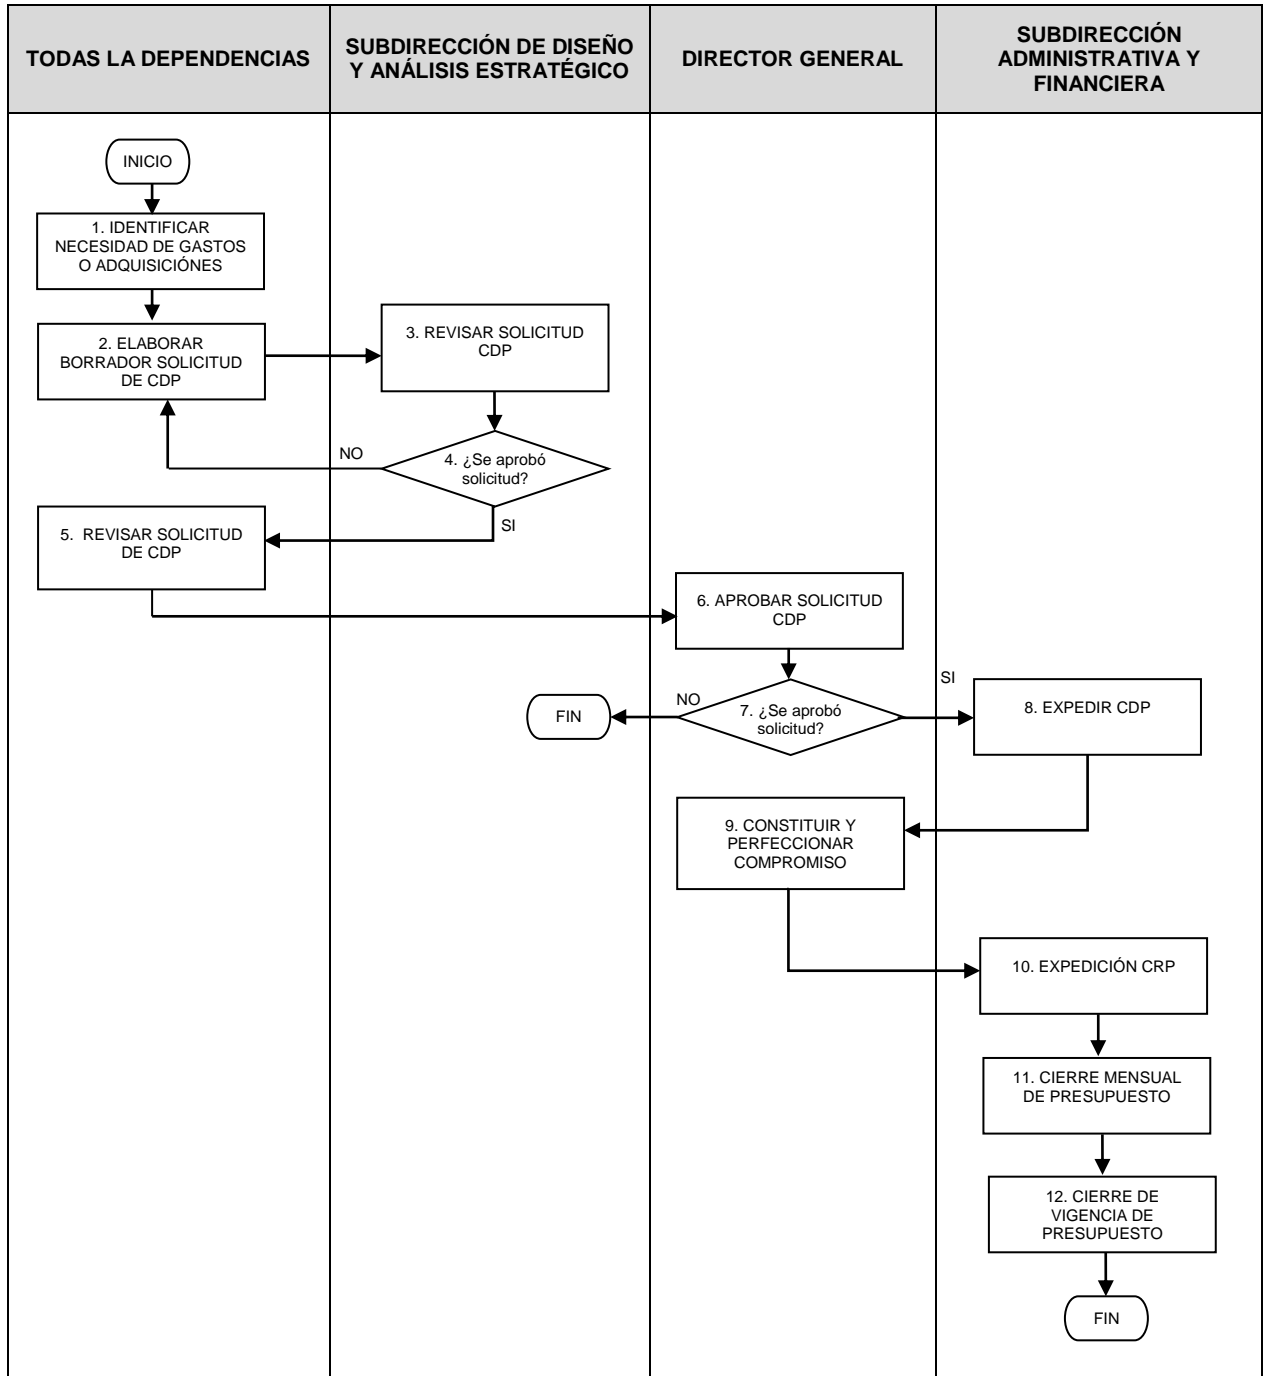 TODAS LA DEPENDENCIAS
SUBDIRECCIÓN DE DISEÑO
Y ANÁLISIS ESTRATÉGICO
DIRECTOR GENERAL
SUBDIRECCIÓN
ADMINISTRATIVA Y
FINANCIERA
INICIO
1. IDENTIFICAR
NECESIDAD DE GASTOS
O ADQUISICIÓNES
2. ELABORAR
BORRADOR SOLICITUD
DE CDP
3. REVISAR SOLICITUD
CDP
NO
4. ¿Se aprobó
solicitud?
SI
5. REVISAR SOLICITUD
DE CDP
6. APROBAR SOLICITUD
CDP
FIN
NO
7. ¿Se aprobó
solicitud?
SI
8. EXPEDIR CDP
9. CONSTITUIR Y
PERFECCIONAR
COMPROMISO
10. EXPEDICIÓN CRP
11. CIERRE MENSUAL
DE PRESUPUESTO
12. CIERRE DE
VIGENCIA DE
PRESUPUESTO
FIN